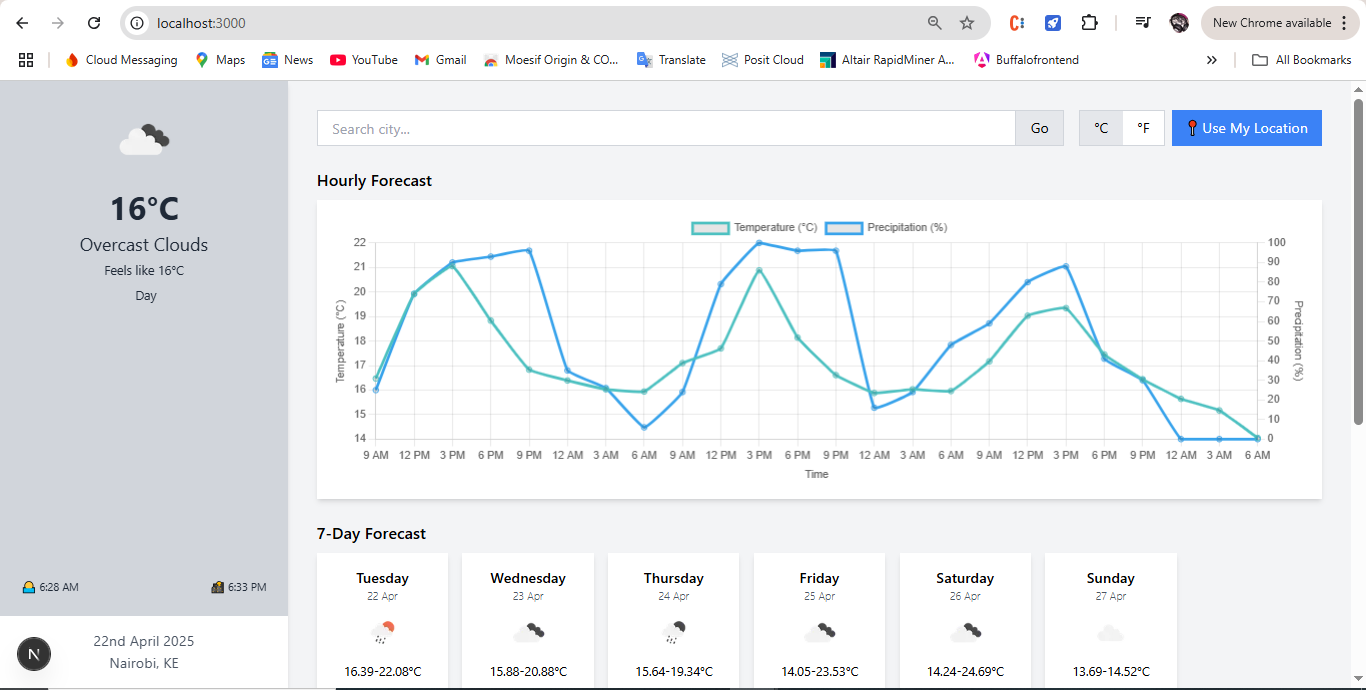 localhost:3000
New Chrome available
Cloud Messaging
Maps
News
YouTube
Gmail
Moesif Origin & CO...
Translate
Posit Cloud
Altair RapidMiner A...
Buffalofrontend
»
All Bookmarks
16°C
Overcast Clouds
Feels like 16°C
Day
6:28 AM
6:33 PM
N
22nd April 2025
Nairobi, KE
Search city...
Go
°C
°F
Use My Location
Hourly Forecast
Temperature (°C)
Precipitation (%)
Temperature (°C)
22
21
20
19
18
17
16
15
14
100
90
80
70
60
50
40
30
20
10
0
Precipitation (%)
9 AM 12 PM 3 PM 6 PM 9 PM 12 AM 3 AM 6 AM 9 AM 12 PM 3 PM 6 PM 9 PM 12 AM 3 AM 6 AM 9 AM 12 PM 3 PM 6 PM 9 PM 12 AM 3 AM 6 AM
Time
7-Day Forecast
Tuesday
22 Apr
16.39-22.08°C
Wednesday
23 Apr
15.88-20.88°C
Thursday
24 Apr
15.64-19.34°C
Friday
25 Apr
14.05-23.53°C
Saturday
26 Apr
14.24-24.69°C
Sunday
27 Apr
13.69-14.52°C